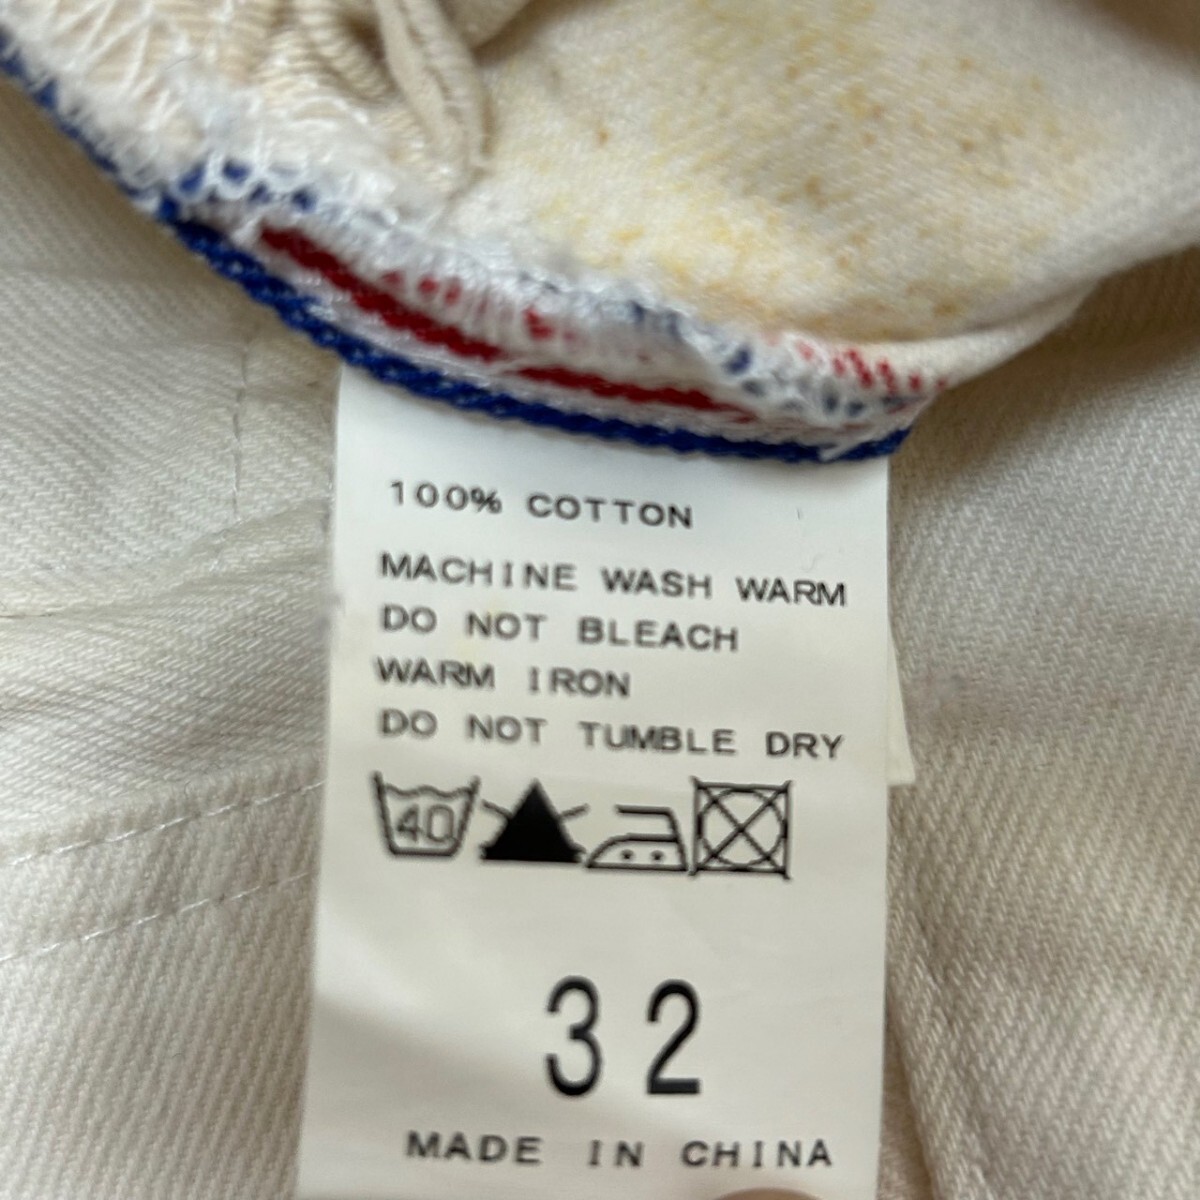 100% COTTON
MACHINE WASH WARM
DO NOT BLEACH
WARM IRON
DO NOT TUMBLE DRY
40
32
MADE IN CHINA